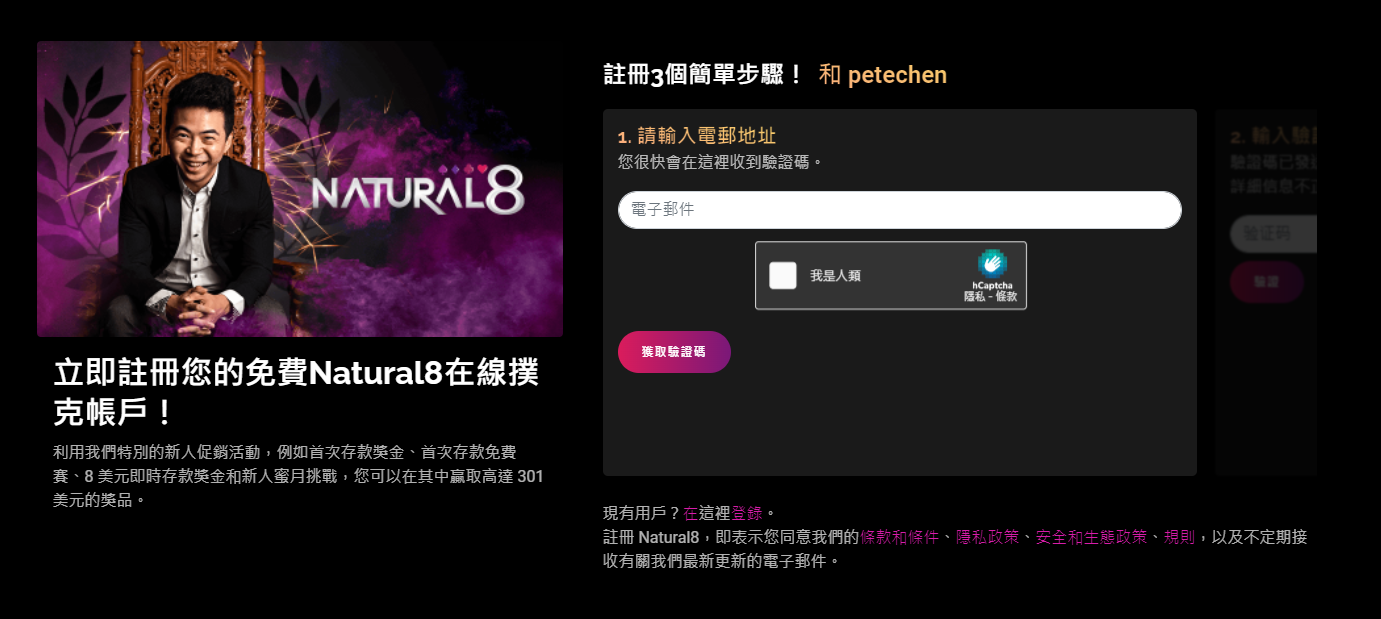 NATURAL8
立即註冊您的免費Natural8在線撲
克帳戶！
利用我們特別的新人促銷活動，例如首次存款獎金、首次存款免費
賽、8 美元即時存款獎金和新人蜜月挑戰，您可以在其中贏取高達 301
美元的獎品。
註冊3個簡單步驟！ 和 petechen
1. 請輸入電郵地址
您很快會在這裡收到驗證碼。
電子郵件
我是人類
hCaptcha
隱私 - 條款
獲取驗證碼
2. 輸入驗
驗證碼已發
詳細信息不正
验证码
驗證
現有用戶？在這裡登錄。
註冊 Natural8，即表示您同意我們的條款和條件、隱私政策、安全和生態政策、規則，以及不定期接
收有關我們最新更新的電子郵件。